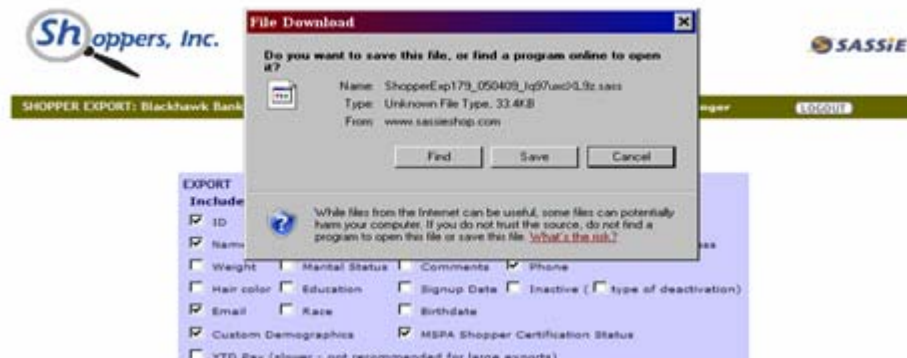 Shoppers, Inc.
SASSIE
File Download
Do you want to save this file, or find a program online to open it?
Name: 
Type: Unknown File Type, 33.4KB
From: www.sassieshop.com
Find Save Cancel
While files from the Internet can be useful, some files can potentially
harm your computer. If you do not trust the source, do not find a
program to open this file or save this file. What's the risk?
SHOPPER EXPORT: Blackhawk Bank
LOGOUT
EXPORT
Include
ID
Weight Marital Status Comments Phone
Hair color Education Signup Date Inactive ( type of deactivation)
Email Race Birthdate
Custom Demographics MSPA Shopper Certification Status
YTD Pay (slower - not recommended for large exports)